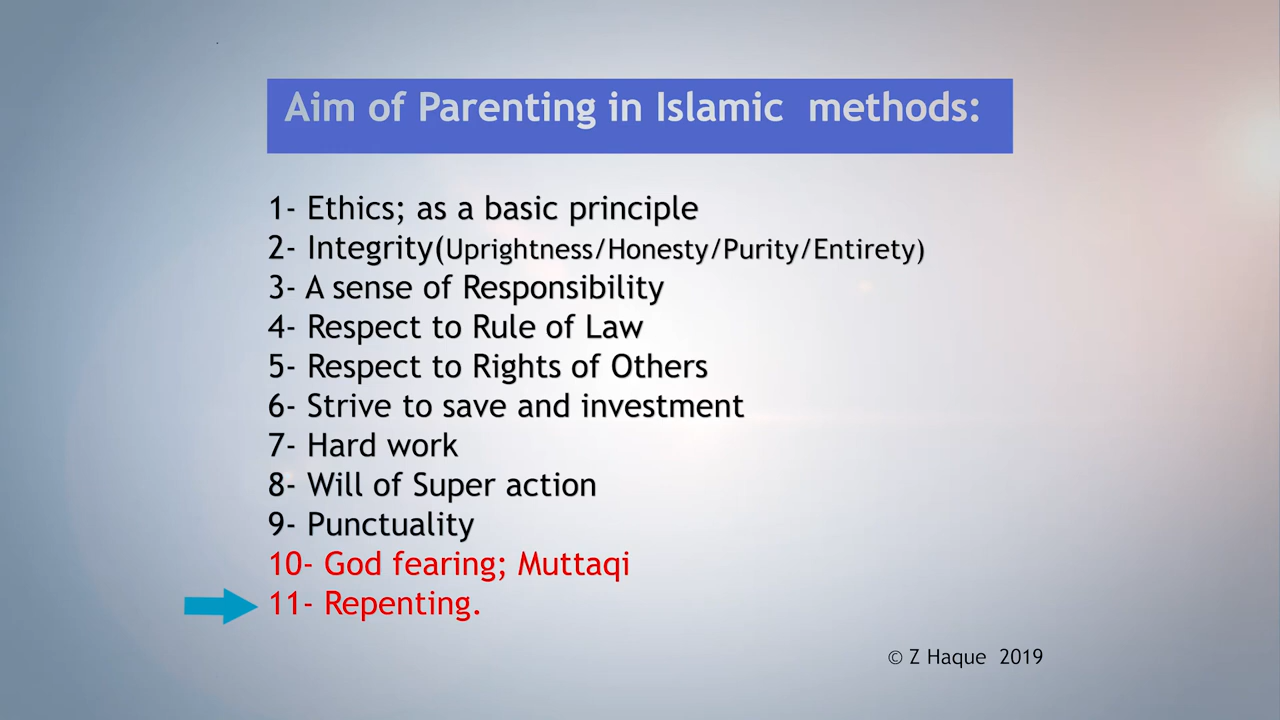 Aim of Parenting in Islamic methods:
1- Ethics; as a basic principle
2- Integrity(Uprightness/Honesty/Purity/Entirety)
3- A sense of Responsibility
4- Respect to Rule of Law
5- Respect to Rights of Others
6- Strive to save and investment
7- Hard work
8- Will of Super action
9- Punctuality
10- God fearing; Muttaqi
11- Repenting.
© Z Haque 2019